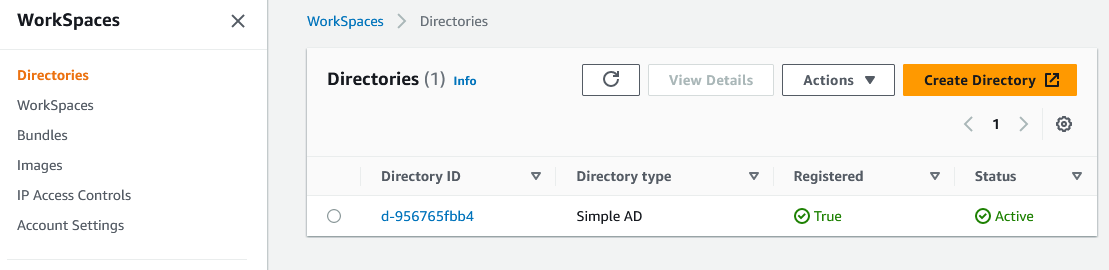 WorkSpaces
Directories
WorkSpaces
Bundles
Images
IP Access Controls
Account Settings
WorkSpaces > Directories
Directories (1) Info
View Details
Actions
Create Directory
1
Directory ID Directory type Registered Status
d-956765fbb4 Simple AD True Active